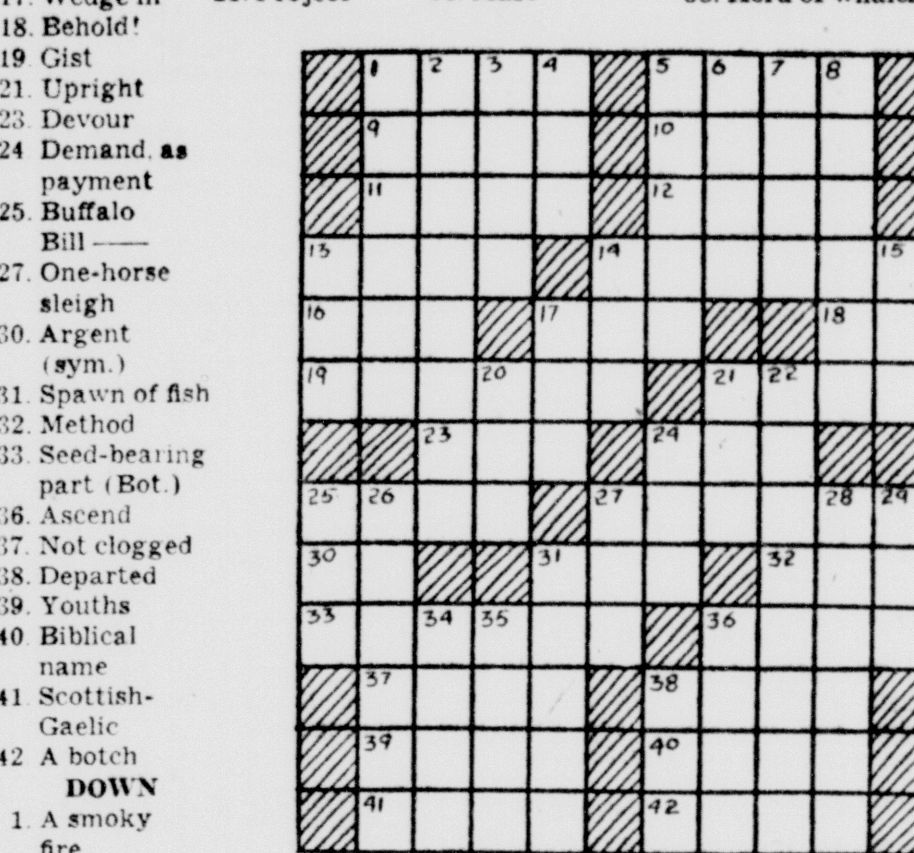 17. Wedge in
18. Behold!
19 Gist
21. Upright
23. Devour
24 Demand, as
payment
25. Buffalo
Bill ——
27. One-horse
sleigh
30. Argent
(sym.)
31. Spawn of fish
32. Method
33. Seed-bearing
part (Bot.)
36. Ascend
37. Not clogged
38. Departed
39. Youths
40. Biblical
name
41. Scottish-
Gaelic
42 A botch
DOWN
1. A smoky
fire
1 2 3 4 5 6 7 8
9 10
11 12
13 14 15
16 17 18
19 20 21 22
23 24
25 26 27 28 29
30 31 32
33 34 35 36
37 38
39 40
41 42